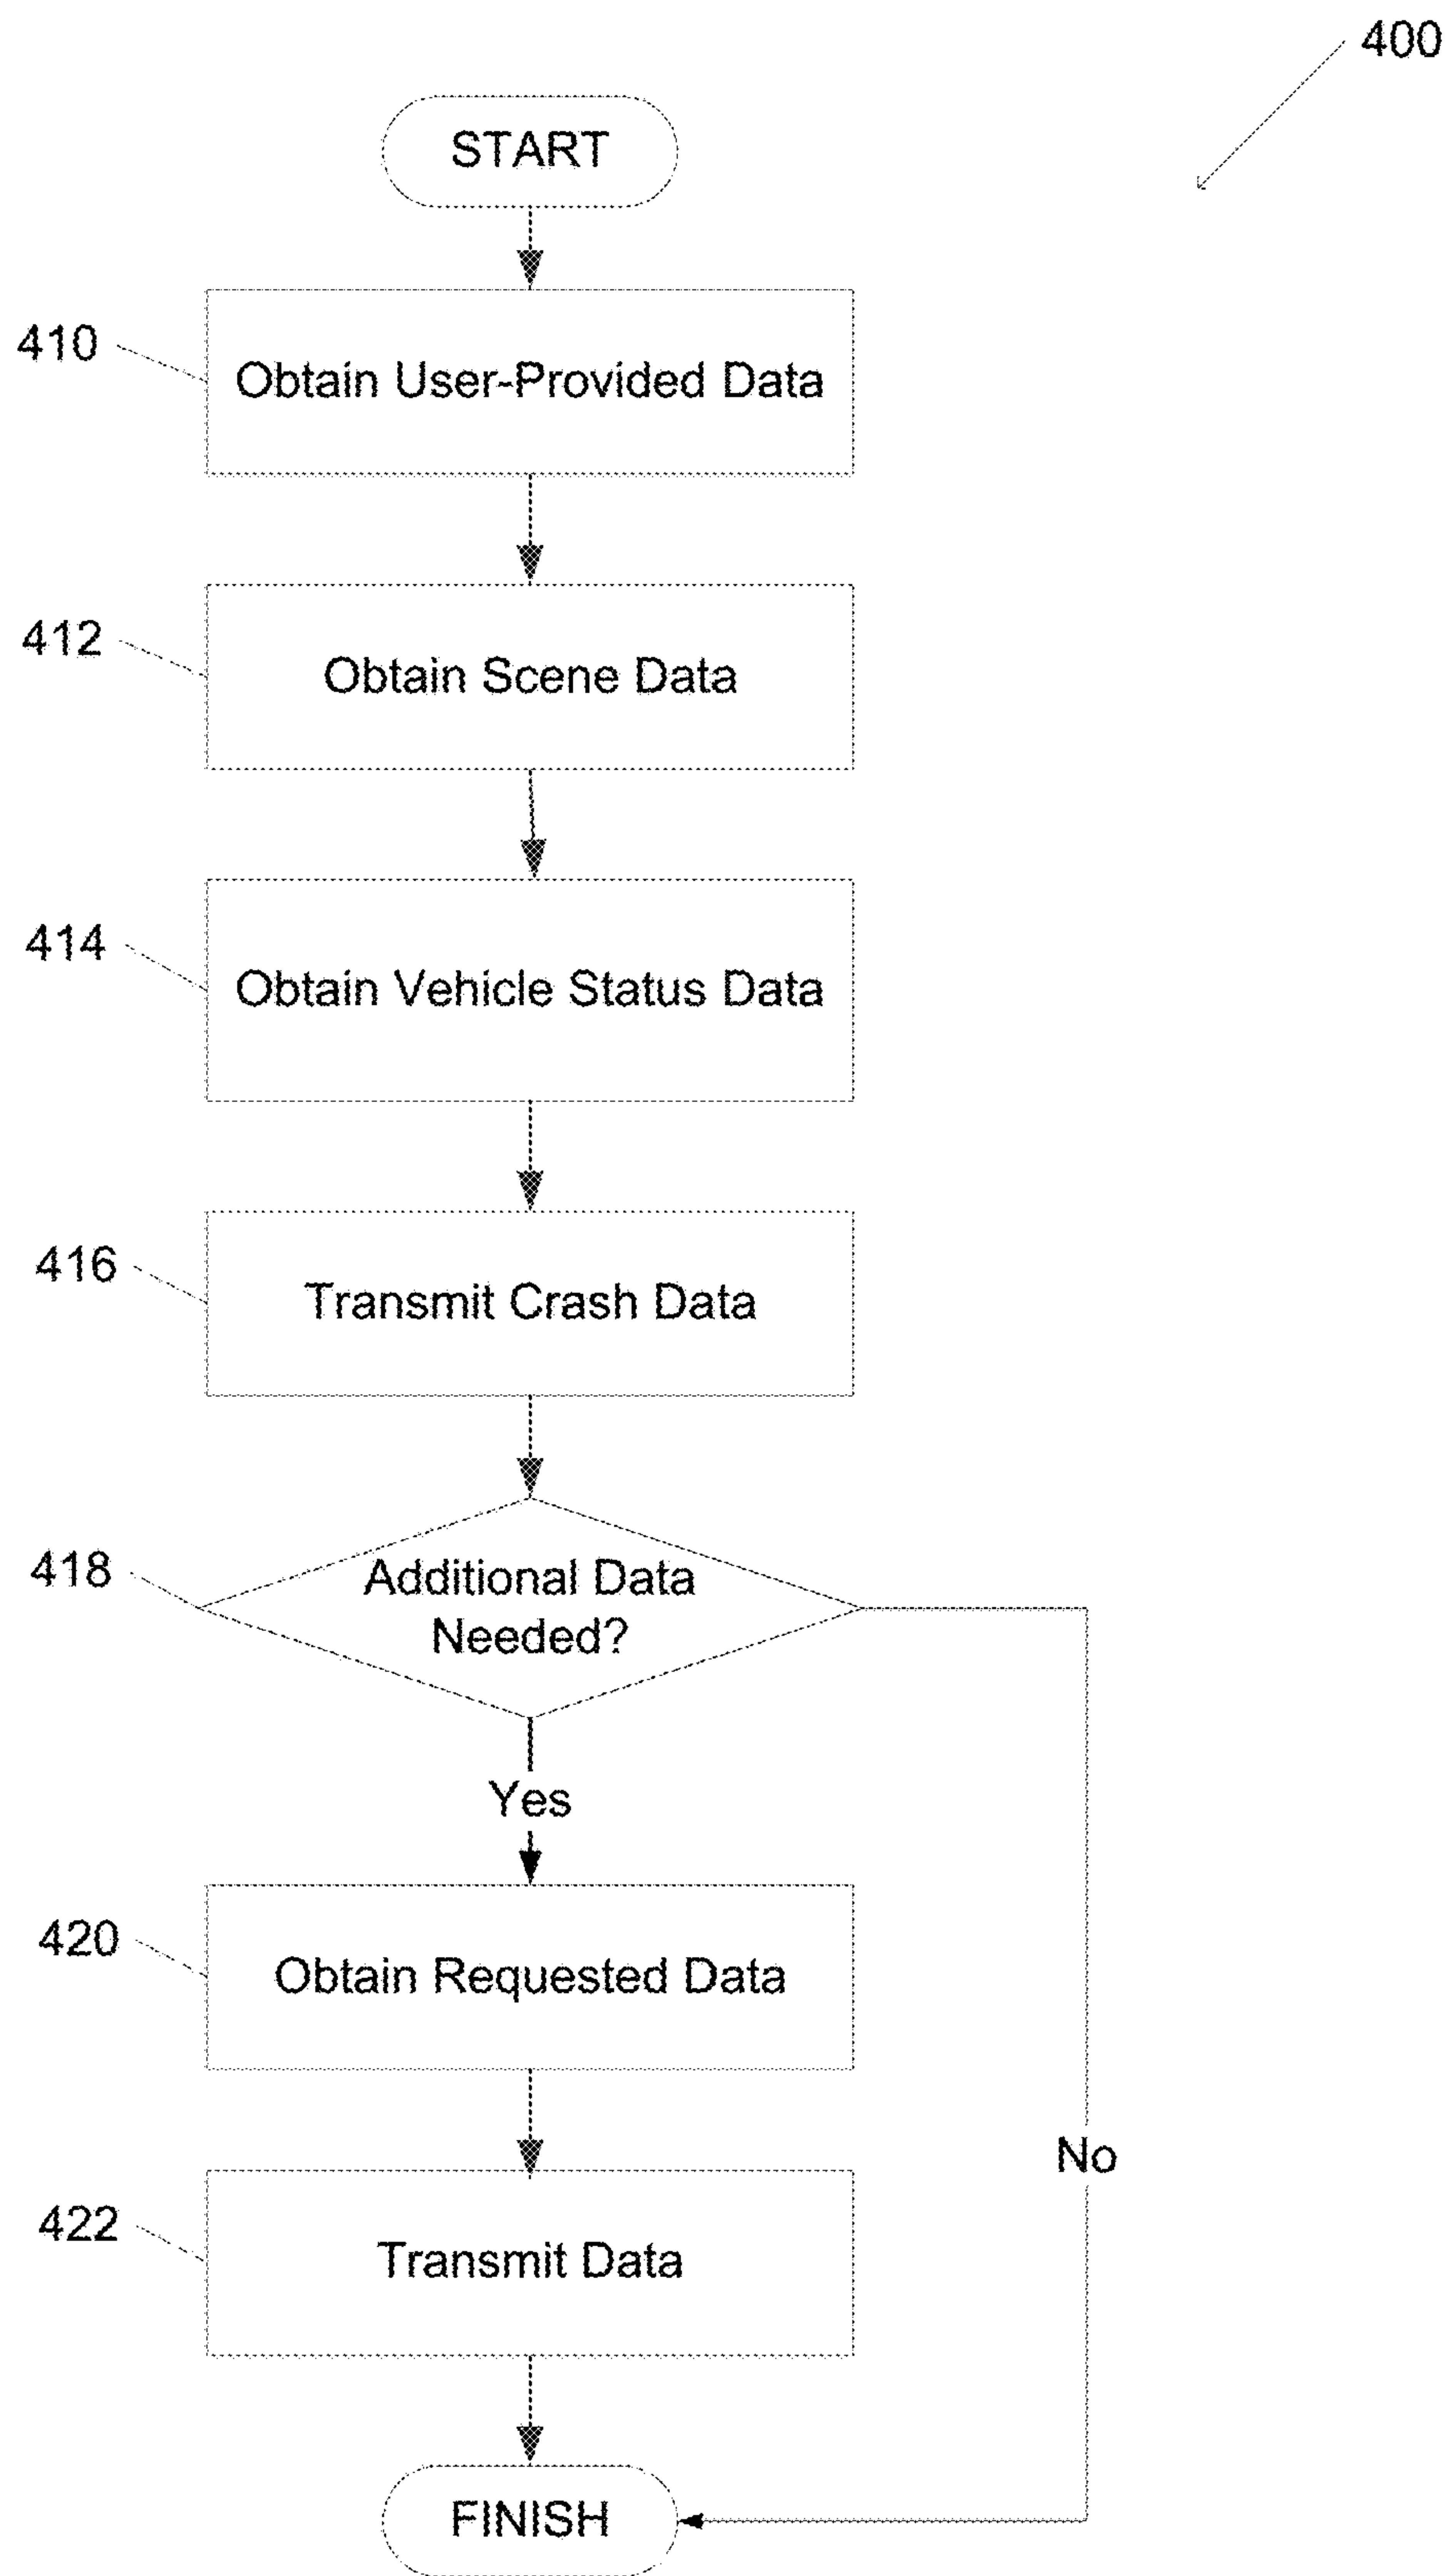 400
START
410
Obtain User-Provided Data
412
Obtain Scene Data
414
Obtain Vehicle Status Data
416
Transmit Crash Data
418
Additional Data
Needed?
Yes
420
Obtain Requested Data
No
422
Transmit Data
FINISH